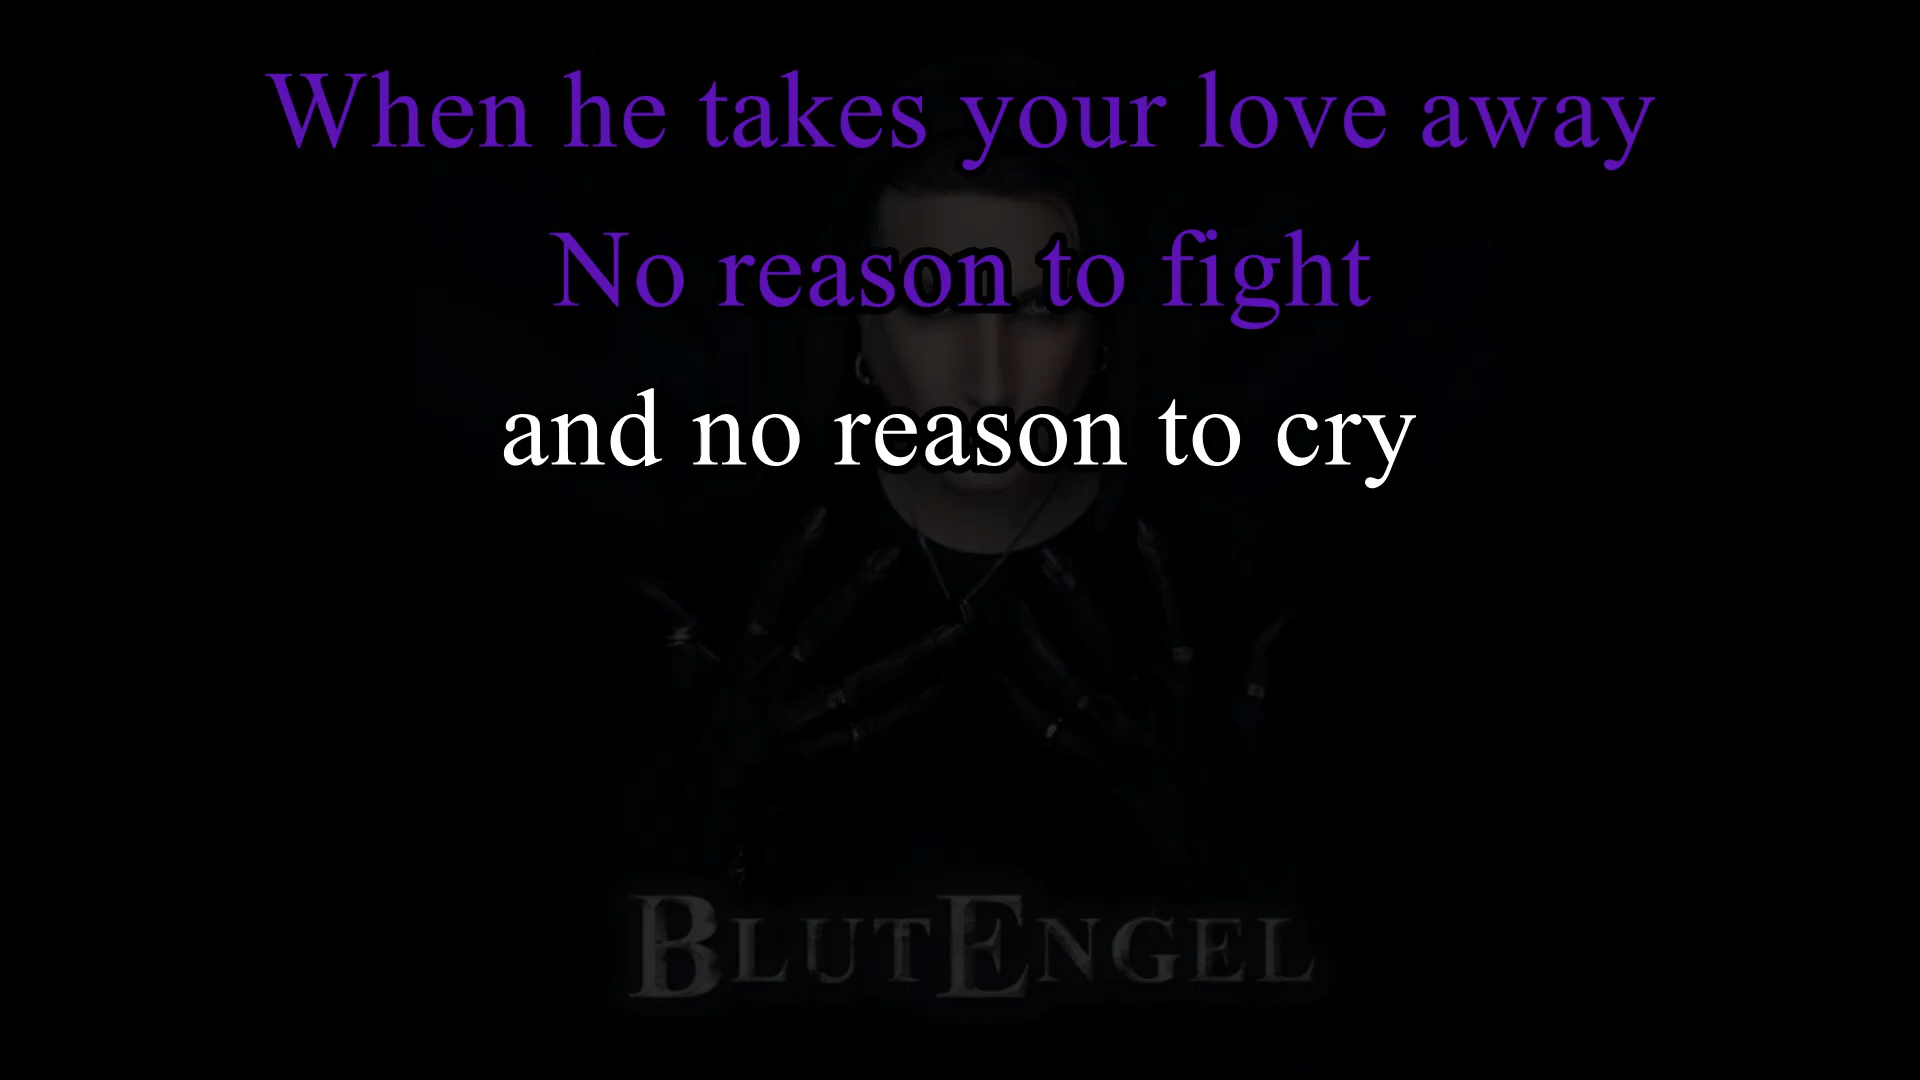 When he takes your love away
No reason to fight
and no reason to cry
BLUTENGEL